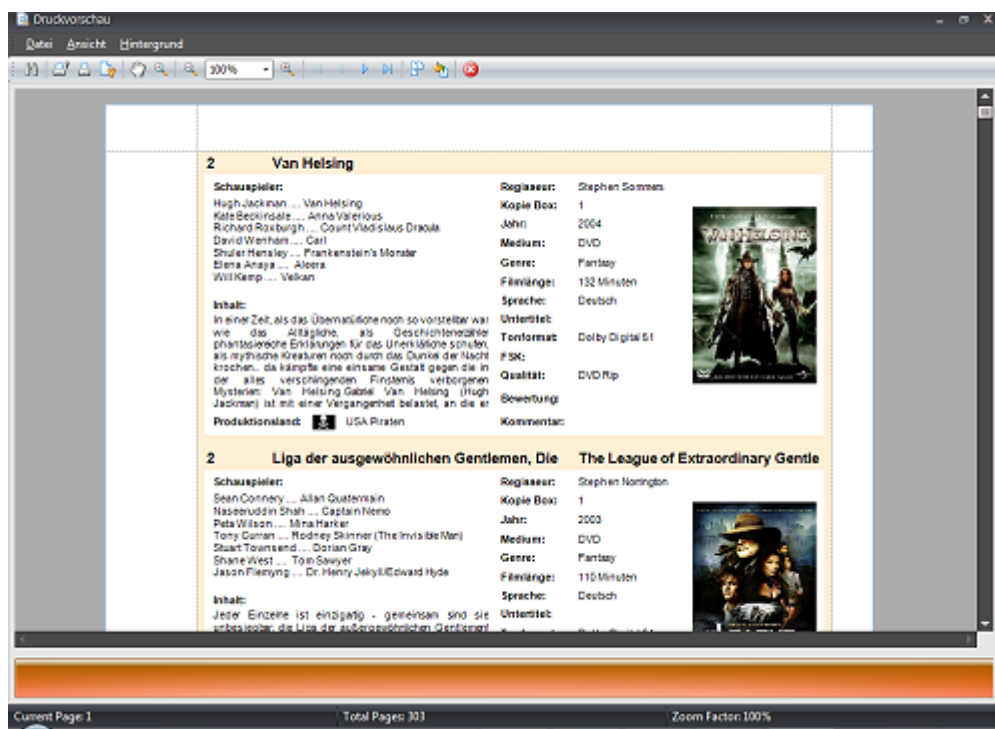 Druckvorschau
Datei Ansicht Hintergrund
100%
2 Van Helsing
Schauspieler:
Hugh Jackman .... Van Helsing
Kate Beckinsale .... Anna Valerious
Richard Roxburgh .... Count Vladislaus Dracula
David Wenham .... Carl
Shuler Hensley .... Frankenstein's Monster
Elena Anaya .... Aleera
Will Kemp .... Velkan
Inhalt:
In einer Zeit, als das Übernatürliche noch so vorstellbar war
wie das Alltägliche, als Geschichtenerzähler
phantasiereiche Erklärungen für das Unerklärliche schufen,
als mythische Kreaturen noch durch das Dunkel der Nacht
krochen.. da kämpfte eine einsame Gestalt gegen die in
der alles verschlingenden Finsternis verborgenen
Mysterien: Van Helsing.Gabriel Van Helsing (Hugh
Jackman) ist mit einer Vergangenheit belastet, an die er
Produktionsland: USA Piraten
Regisseur: Stephen Sommers
Kopie Box: 1
Jahr: 2004
Medium: DVD
Genre: Fantasy
Filmlänge: 132 Minuten
Sprache: Deutsch
Untertitel:
Tonformat: Dolby Digital 5.1
FSK:
Qualität: DVD Rip
Bewertung:
Kommentar:
VAN HELSING
2 Liga der ausgewöhnlichen Gentlemen, Die The League of Extraordinary Gentle
Schauspieler:
Sean Connery .... Allan Quatermain
Naseeruddin Shah .... Captain Nemo
Peta Wilson .... Mina Harker
Tony Curran .... Rodney Skinner (The Invisible Man)
Stuart Townsend .... Dorian Gray
Shane West .... Tom Sawyer
Jason Flemyng .... Dr. Henry Jekyll/Edward Hyde
Inhalt:
Jeder Einzelne ist einzigatig - gemeinsam sind sie
unbesiegbar: die Liga der außergewöhnlichen Gentlemen!
Regisseur: Stephen Norrington
Kopie Box: 1
Jahr: 2003
Medium: DVD
Genre: Fantasy
Filmlänge: 110 Minuten
Sprache: Deutsch
Untertitel:
Current Page: 1 Total Pages: 303 Zoom Factor: 100%